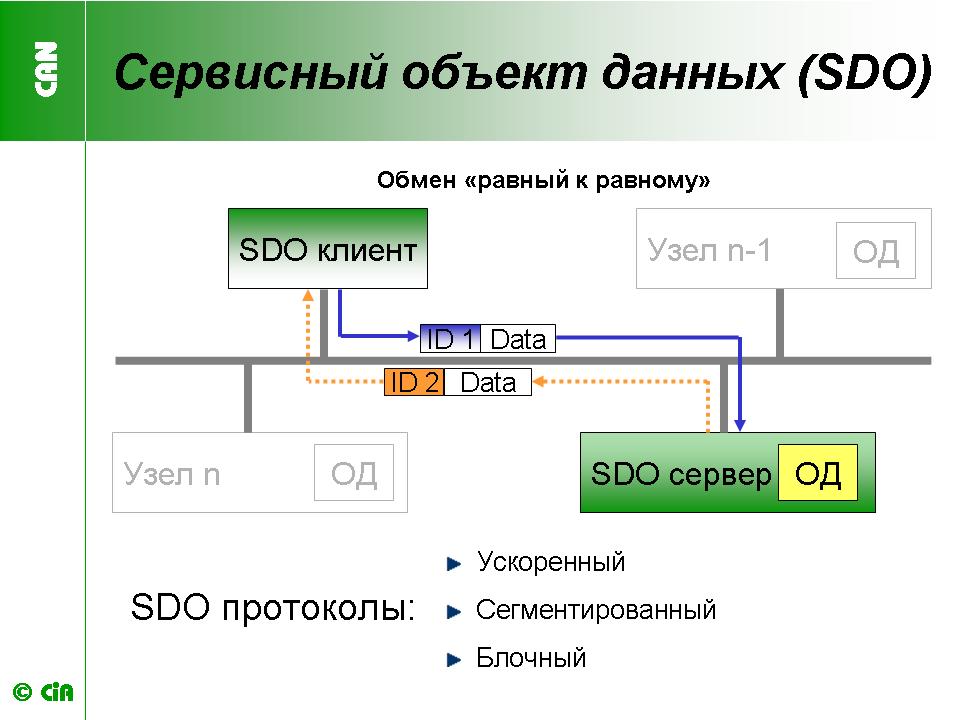 CAN
Сервисный объект данных (SDO)
Обмен «равный к равному»
SDO клиент
Узел n-1
ОД
ID 1 Data
ID 2 Data
Узел n
ОД
SDO сервер
ОД
SDO протоколы:
Ускоренный
Сегментированный
Блочный
© CiA